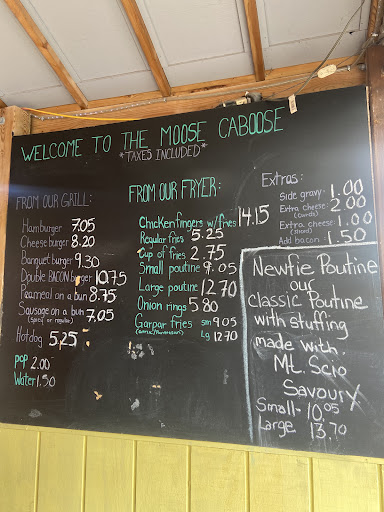 WELCOME TO THE MOOSE CABOOSE
*TAXES INCLUDED*
FROM OUR GRILL:
Hamburger 7.05
Cheeseburger 8.20
Banquet burger 9.30
Double BACON burger 10.75
Peameal on a bun 8.75
Sausage on a bun 7.05
(spicy or regular)
Hotdog 5.25
pop 2.00
Water 1.50
FROM OUR FRYER:
Chicken fingers w/fries 14.15
Regular fries 5.25
Cup of fries 2.75
Small poutine 9.05
Large poutine 12.70
Onion rings 5.80
Garpar fries sm 9.05
(Garlic/Parmesan) Lg 12.70
Extras:
Side gravy 1.00
Extra cheese: 2.00
(curds)
Extra cheese: 1.00
Add bacon 1.50
Newfie Poutine
our
classic Poutine
with stuffing
made with
Mt. Scio
Savoury
Small- 10.05
Large 13.70